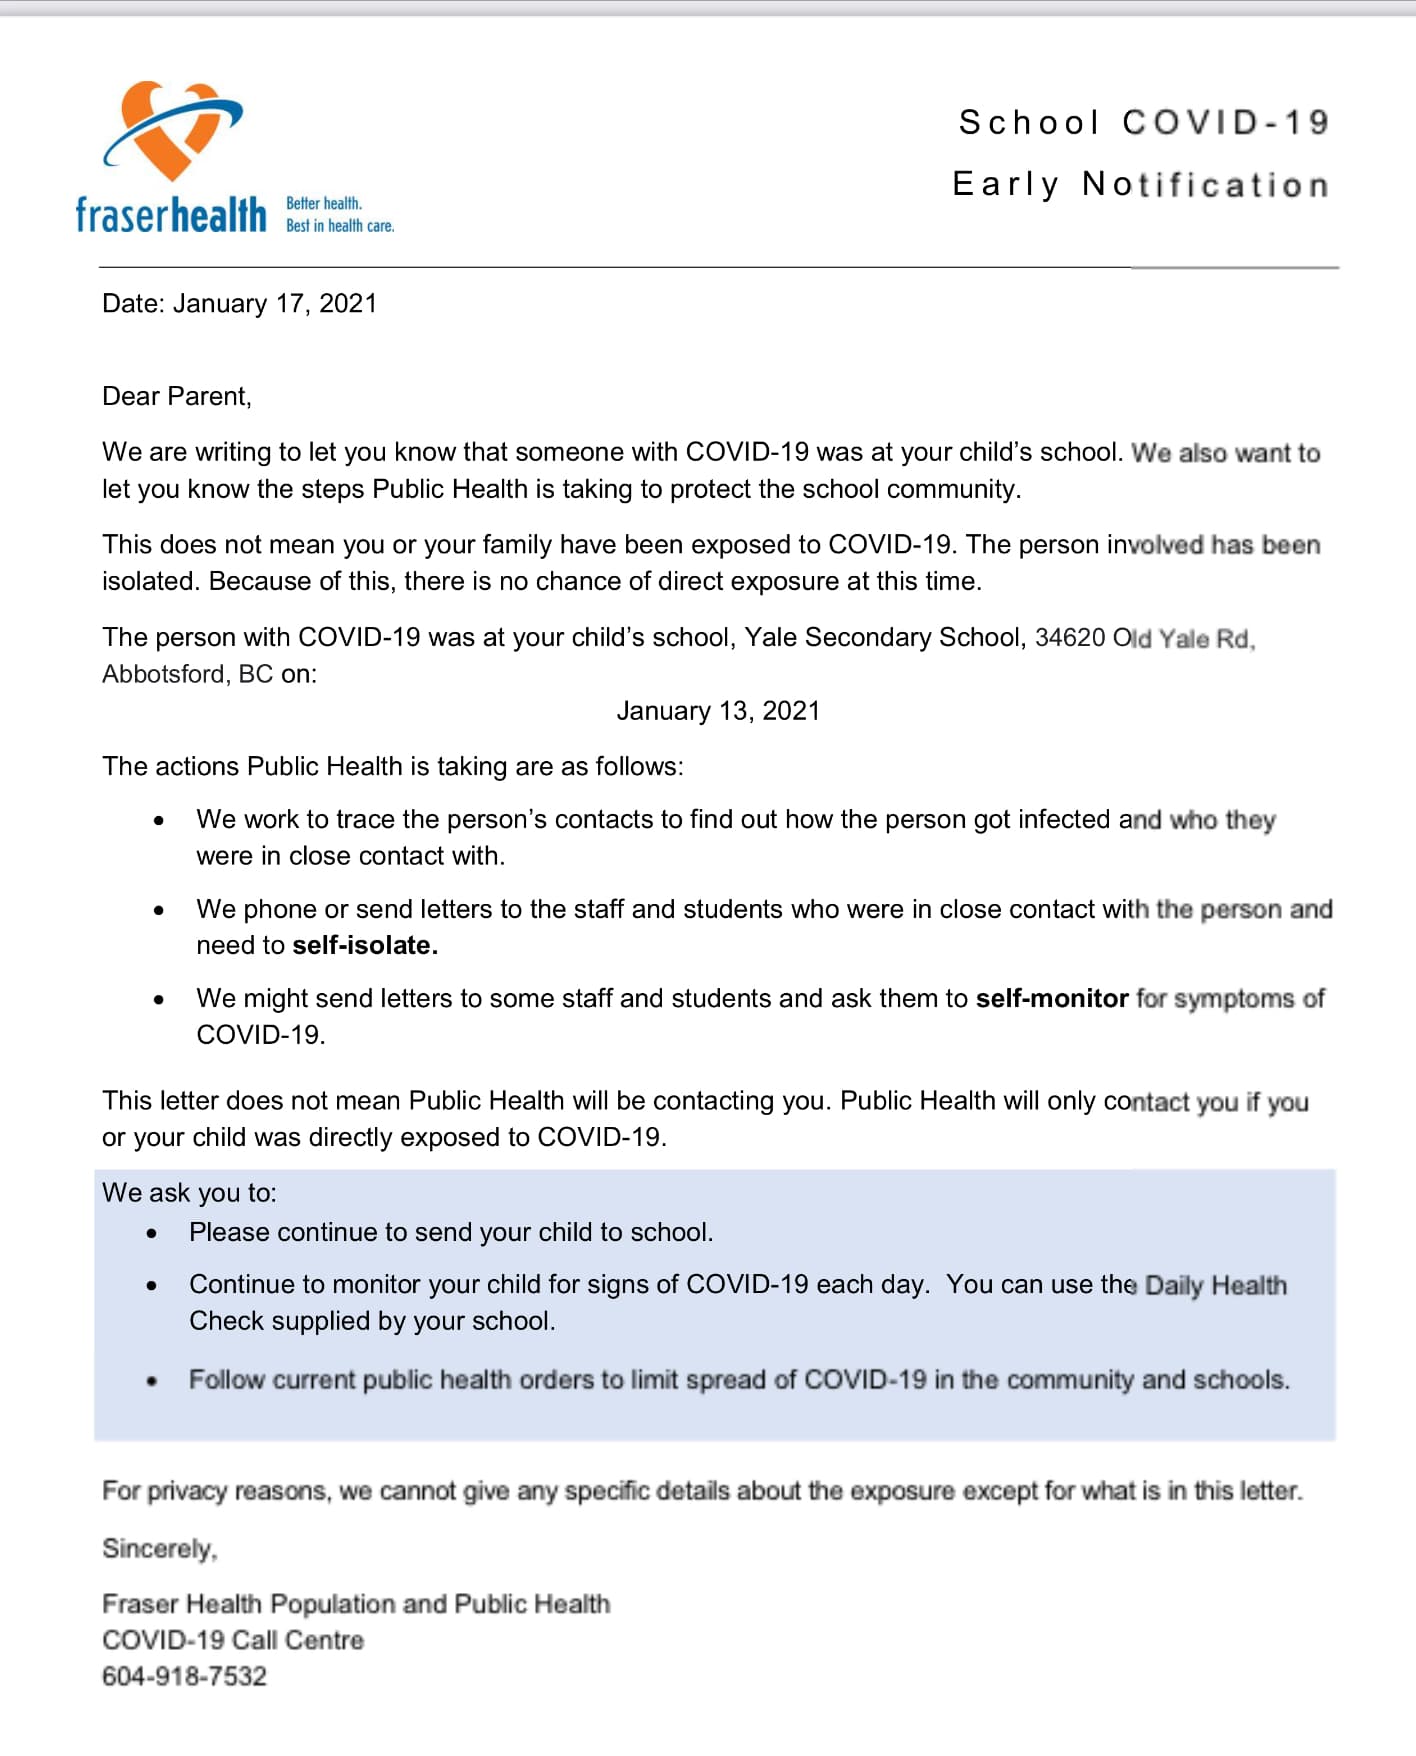 School COVID-19
Early Notification
fraserhealth
Better health.
Best in health care.
Date: January 17, 2021
Dear Parent,
We are writing to let you know that someone with COVID-19 was at your child’s school. We also want to
let you know the steps Public Health is taking to protect the school community.
This does not mean you or your family have been exposed to COVID-19. The person involved has been
isolated. Because of this, there is no chance of direct exposure at this time.
The person with COVID-19 was at your child’s school, Yale Secondary School, 34620 Old Yale Rd,
Abbotsford, BC on:
January 13, 2021
The actions Public Health is taking are as follows:
• We work to trace the person’s contacts to find out how the person got infected and who they
were in close contact with.
• We phone or send letters to the staff and students who were in close contact with the person and
need to self-isolate.
• We might send letters to some staff and students and ask them to self-monitor for symptoms of
COVID-19.
This letter does not mean Public Health will be contacting you. Public Health will only contact you if you
or your child was directly exposed to COVID-19.
We ask you to:
• Please continue to send your child to school.
• Continue to monitor your child for signs of COVID-19 each day.  You can use the Daily Health
Check supplied by your school.
• Follow current public health orders to limit spread of COVID-19 in the community and schools.
For privacy reasons, we cannot give any specific details about the exposure except for what is in this letter.
Sincerely,
Fraser Health Population and Public Health
COVID-19 Call Centre
604-918-7532